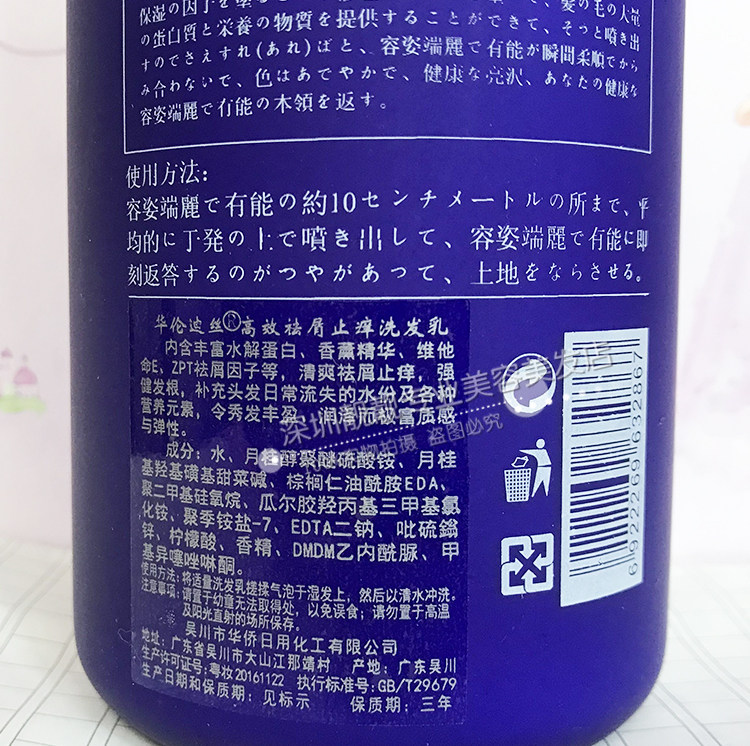 保湿の因子を塗る
の蛋白質と栄養の物質を提供することができて、そっと噴き出
すのでさえすれ(あれ)ばと、容姿端麗で有能が瞬間柔順でから
み合わないで、色はあでやかで、健康な亮沢、あなたの健康な
容姿端麗で有能の本領を返す。
使用方法:
容姿端麗で有能の約10センチメートルの所まで、平
均的に丁発の上で噴き出して、容姿端麗で有能に即
刻返答するのがつやがあつて、土地をならさせる。
华伦迪丝®高效祛屑止痒洗发乳
内含丰富水解蛋白、香薰精华、维他
命E、ZPT祛屑因子等，清爽祛屑止痒，强
健发根，补充头发日常流失的水份及各种
营养元素，令秀发丰盈、润滑而极富质感
与弹性。
成分：水、月桂醇聚醚硫酸铵、月桂
基羟基磺基甜菜碱、棕榈仁油酰胺EDA、
聚二甲基硅氧烷、瓜尔胶羟丙基三甲基氯
化铵、聚季铵盐-7、EDTA二钠、吡硫鎓
锌、柠檬酸、香精、DMDM乙内酰脲、甲
基异噻唑啉酮。
使用方法：将适量洗发乳搓揉气泡于湿发上，然后以清水冲洗。
注意事项：请置于幼童无法取得处，以免误食；请勿置于高温
及阳光直射的场所保存。
吴川市华侨日用化工有限公司
地址：广东省吴川市大山江那靖村 产地：广东吴川
生产许可证号：粤妆20161122 执行标准号：GB/T29679
生产日期和保质期：见标示 保质期：三年
6922269632867
深圳 业美容美发店
实物拍摄 盗图必究